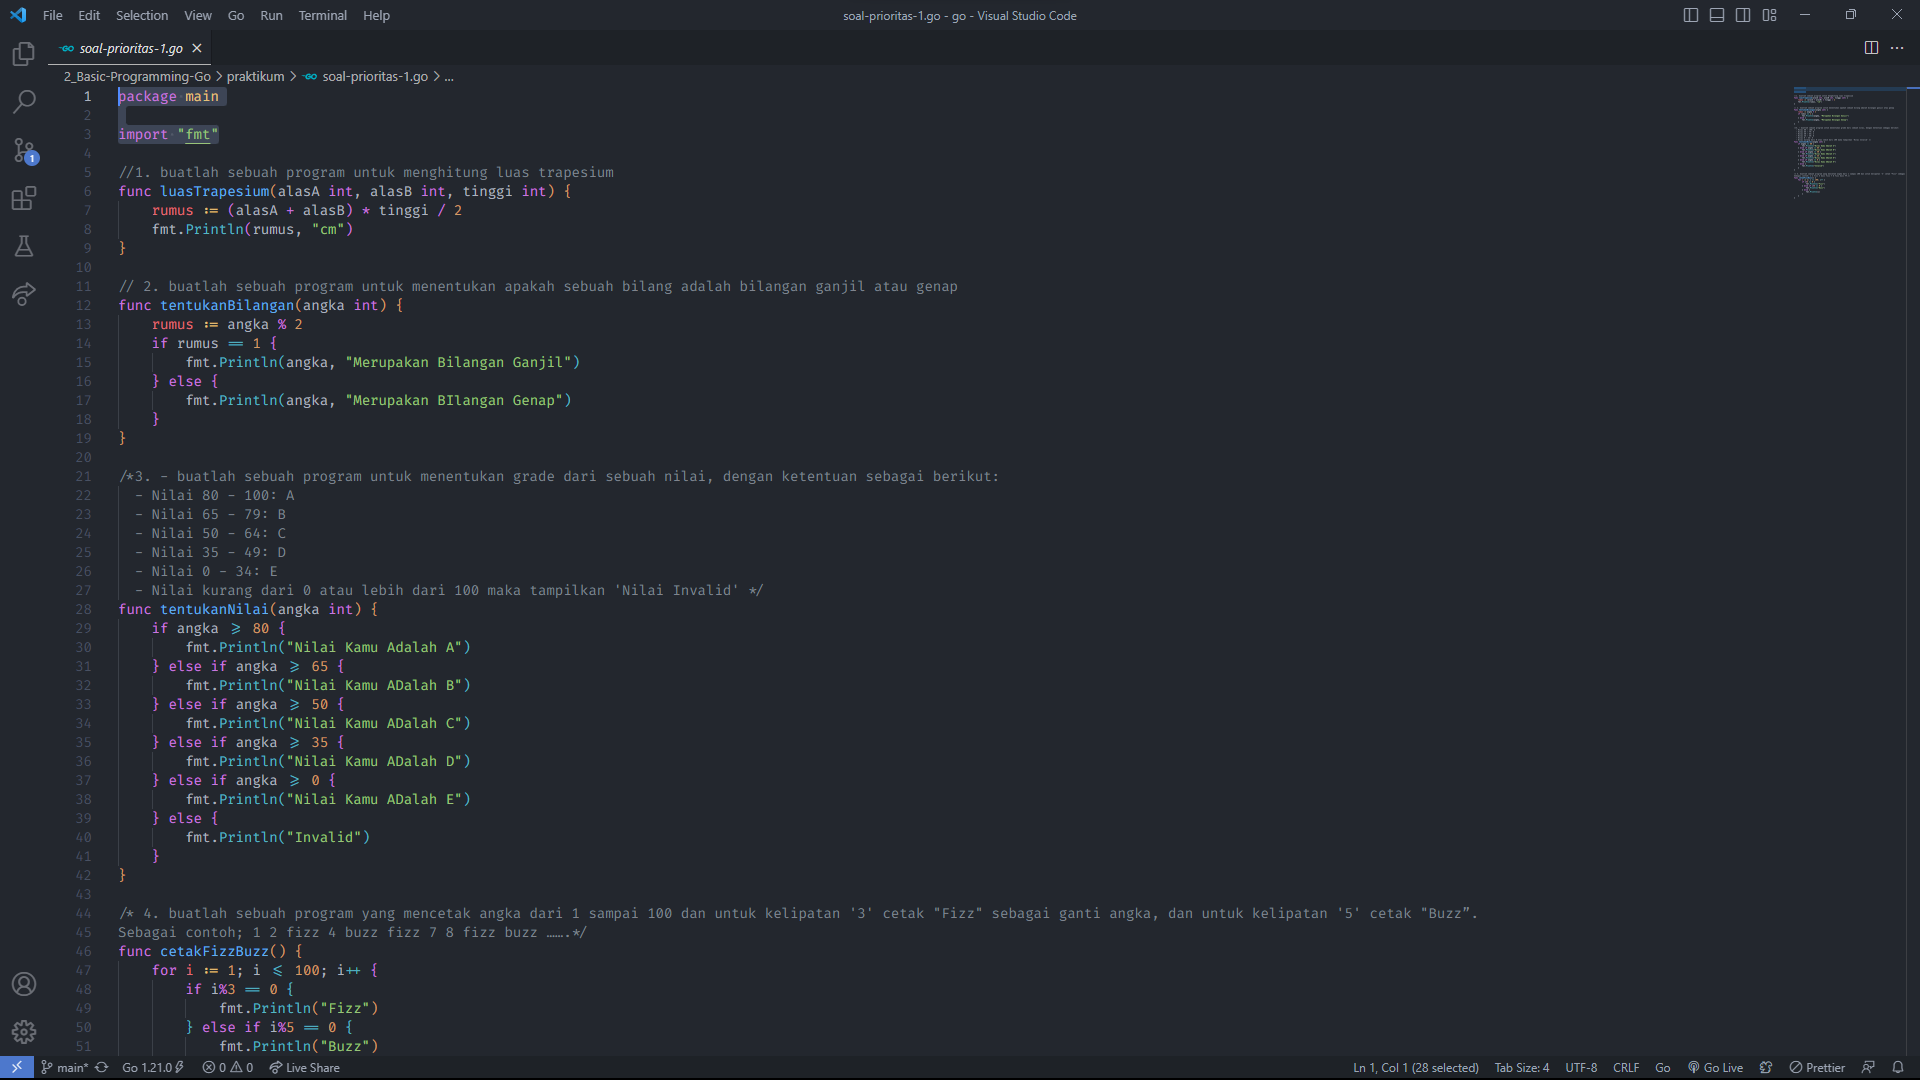 File Edit Selection View Go Run Terminal Help
soal-prioritas-1.go - go - Visual Studio Code
soal-prioritas-1.go
2_Basic-Programming-Go > praktikum > soal-prioritas-1.go > ...
1 package main
2
3 import "fmt"
4
5 //1. buatlah sebuah program untuk menghitung luas trapesium
6 func luasTrapesium(alasA int, alasB int, tinggi int) {
7 rumus := (alasA + alasB) * tinggi / 2
8 fmt.Println(rumus, "cm")
9 }
10
11 // 2. buatlah sebuah program untuk menentukan apakah sebuah bilang adalah bilangan ganjil atau genap
12 func tentukanBilangan(angka int) {
13 rumus := angka % 2
14 if rumus == 1 {
15 fmt.Println(angka, "Merupakan Bilangan Ganjil")
16 } else {
17 fmt.Println(angka, "Merupakan BIlangan Genap")
18 }
19 }
20
21 /*3. - buatlah sebuah program untuk menentukan grade dari sebuah nilai, dengan ketentuan sebagai berikut:
22 - Nilai 80 - 100: A
23 - Nilai 65 - 79: B
24 - Nilai 50 - 64: C
25 - Nilai 35 - 49: D
26 - Nilai 0 - 34: E
27 - Nilai kurang dari 0 atau lebih dari 100 maka tampilkan 'Nilai Invalid' */
28 func tentukanNilai(angka int) {
29 if angka >= 80 {
30 fmt.Println("Nilai Kamu Adalah A")
31 } else if angka >= 65 {
32 fmt.Println("Nilai Kamu ADalah B")
33 } else if angka >= 50 {
34 fmt.Println("Nilai Kamu ADalah C")
35 } else if angka >= 35 {
36 fmt.Println("Nilai Kamu ADalah D")
37 } else if angka >= 0 {
38 fmt.Println("Nilai Kamu ADalah E")
39 } else {
40 fmt.Println("Invalid")
41 }
42 }
43
44 /* 4. buatlah sebuah program yang mencetak angka dari 1 sampai 100 dan untuk kelipatan '3' cetak "Fizz" sebagai ganti angka, dan untuk kelipatan '5' cetak "Buzz”.
45 Sebagai contoh; 1 2 fizz 4 buzz fizz 7 8 fizz buzz …….*/
46 func cetakFizzBuzz() {
47 for i := 1; i <= 100; i++ {
48 if i%3 == 0 {
49 fmt.Println("Fizz")
50 } else if i%5 == 0 {
51 fmt.Println("Buzz")
main* Go 1.21.0 0 0 Live Share Ln 1, Col 1 (28 selected) Tab Size: 4 UTF-8 CRLF Go Go Live Prettier
1